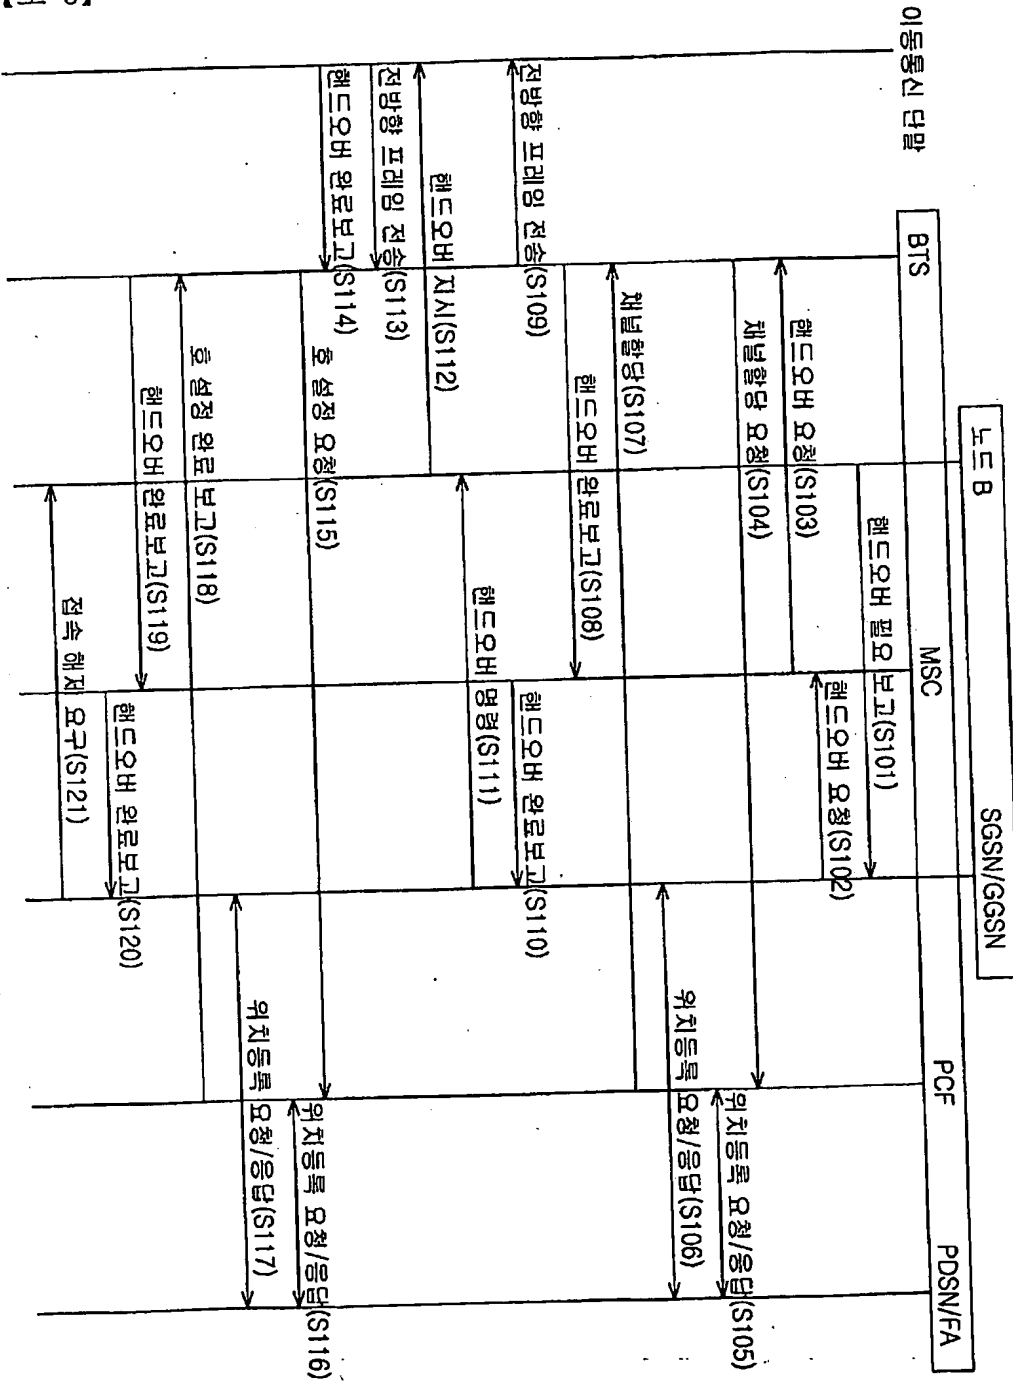 이동통신 단말
BTS
노드 B
MSC
SGSN/GGSN
PCF
PDSN/FA
핸드오버 필요 보고(S101)
핸드오버 요청(S102)
핸드오버 요청(S103)
채널할당 요청(S104)
위치등록 요청/응답(S105)
위치등록 요청/응답(S106)
채널할당(S107)
핸드오버 완료보고(S108)
전방향 프레임 전송(S109)
핸드오버 완료보고(S110)
핸드오버 명령(S111)
핸드오버 지시(S112)
전방향 프레임 전송(S113)
핸드오버 완료보고(S114)
호 설정 요청(S115)
위치등록 요청/응답(S116)
위치등록 요청/응답(S117)
호 설정 완료 보고(S118)
핸드오버 완료보고(S119)
핸드오버 완료보고(S120)
접속 해제 요구(S121)